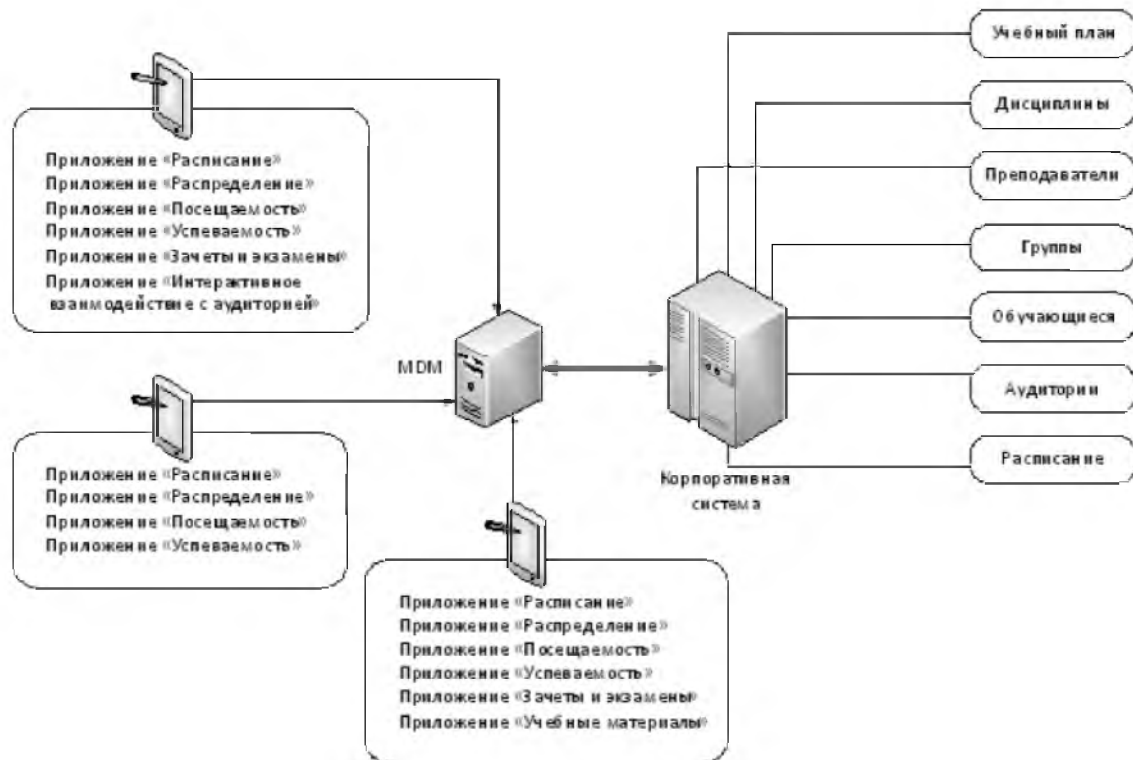 Учебный план
Дисциплины
Преподаватели
Группы
Обучающиеся
Аудитории
Расписание
Приложение «Расписание»
Приложение «Распределение»
Приложение «Посещаемость»
Приложение «Успеваемость»
Приложение «Зачеты и экзамены»
Приложение «Интерактивное
взаимодействие с аудиторией»
MDM
Корпоративная
система
Приложение «Расписание»
Приложение «Распределение»
Приложение «Посещаемость»
Приложение «Успеваемость»
Приложение «Расписание»
Приложение «Распределение»
Приложение «Посещаемость»
Приложение «Успеваемость»
Приложение «Зачеты и экзамены»
Приложение «Учебные материалы»